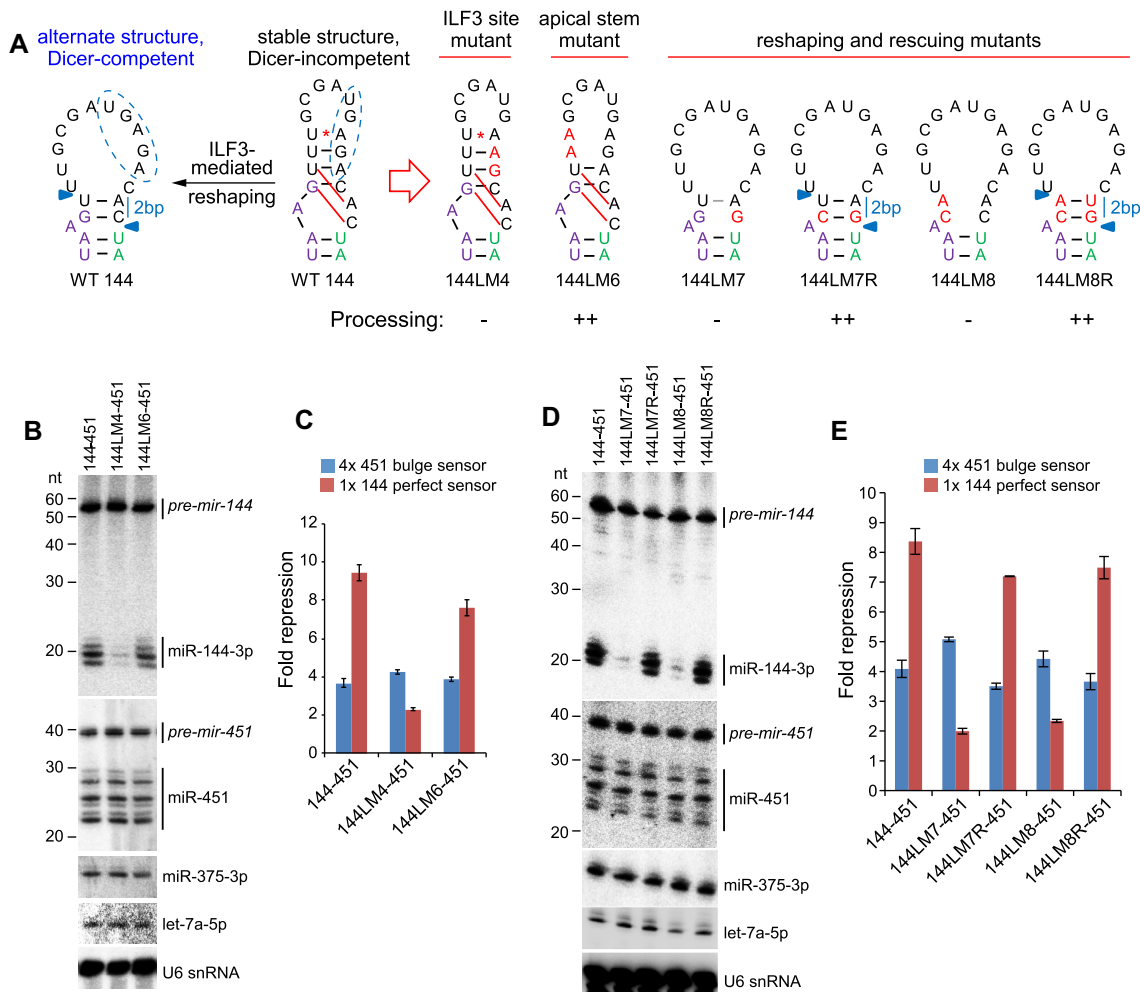 A
alternate structure,
Dicer-competent
stable structure,
Dicer-incompetent
ILF3 site
mutant
apical stem
mutant
reshaping and rescuing mutants
ILF3-
mediated
reshaping
*
*
2bp
2bp
2bp
WT 144
WT 144
144LM4
144LM6
144LM7
144LM7R
144LM8
144LM8R
Processing:
-
++
-
++
-
++
B
144-451
144LM4-451
144LM6-451
nt
60
50
40
30
20
pre-mir-144
miR-144-3p
40
30
20
pre-mir-451
miR-451
miR-375-3p
let-7a-5p
U6 snRNA
C
4x 451 bulge sensor
1x 144 perfect sensor
Fold repression
12
10
8
6
4
2
0
144-451
144LM4-451
144LM6-451
D
144-451
144LM7-451
144LM7R-451
144LM8-451
144LM8R-451
nt
60
50
40
30
20
pre-mir-144
miR-144-3p
40
30
20
pre-mir-451
miR-451
miR-375-3p
let-7a-5p
U6 snRNA
E
4x 451 bulge sensor
1x 144 perfect sensor
Fold repression
10
9
8
7
6
5
4
3
2
1
0
144-451
144LM7-451
144LM7R-451
144LM8-451
144LM8R-451